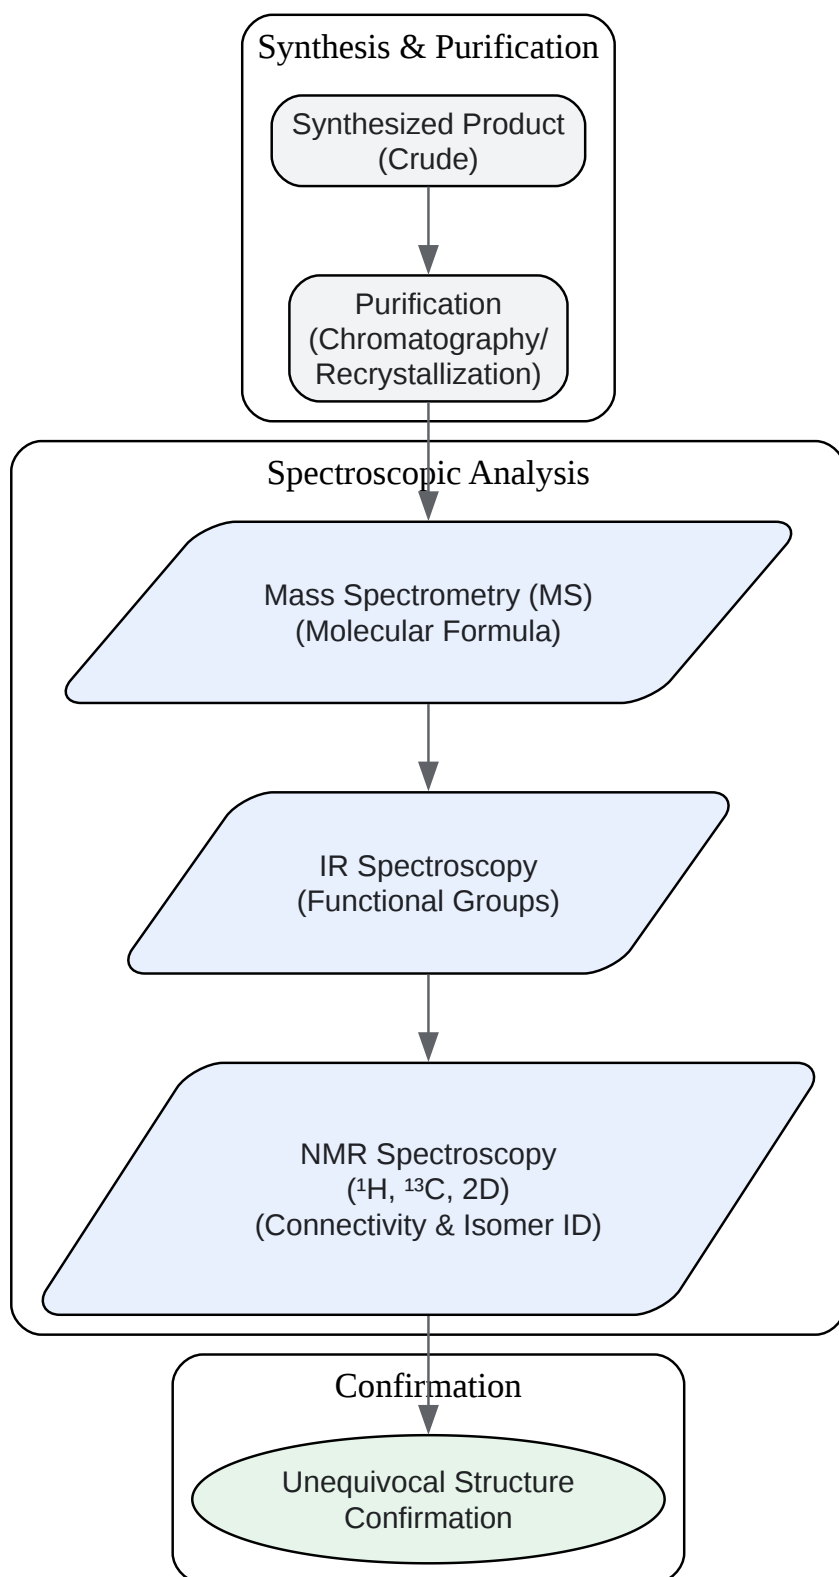 Synthesis & Purification
Synthesized Product
(Crude)
Purification
(Chromatography/
Recrystallization)
Spectroscopic Analysis
Mass Spectrometry (MS)
(Molecular Formula)
IR Spectroscopy
(Functional Groups)
NMR Spectroscopy
(¹H, ¹³C, 2D)
(Connectivity & Isomer ID)
Confirmation
Unequivocal Structure
Confirmation